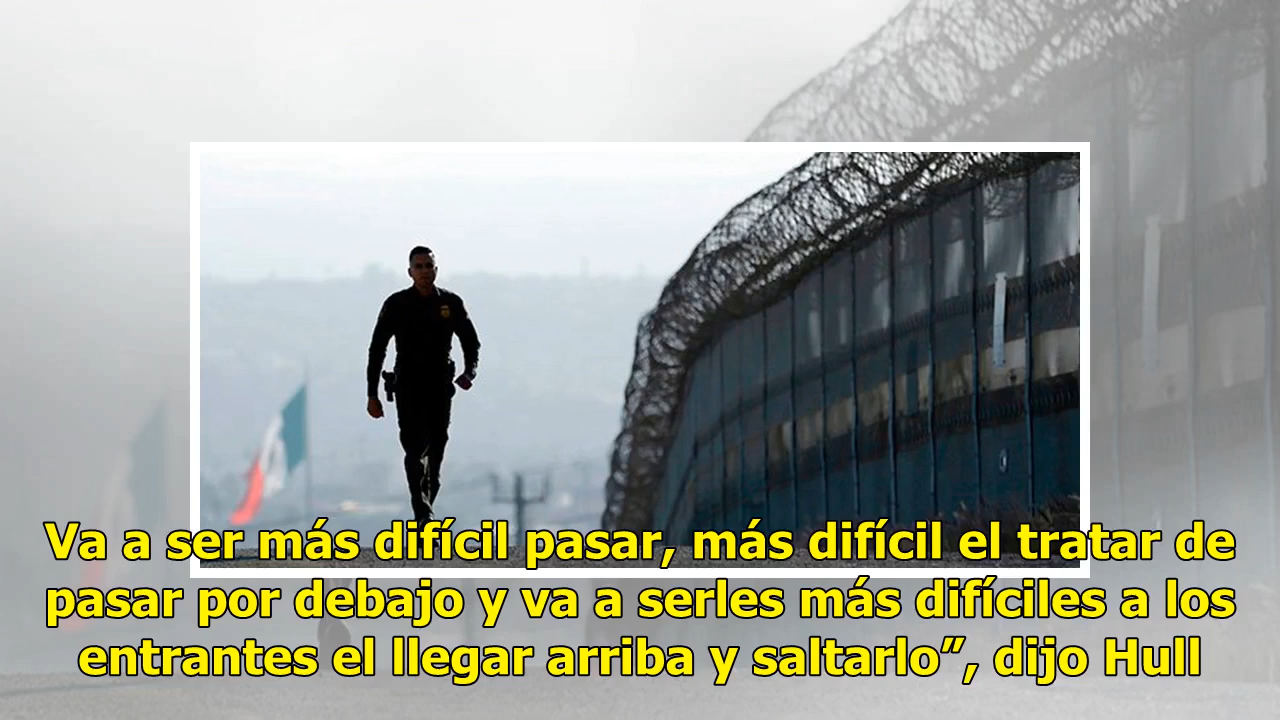 Va a ser más difícil pasar, más difícil el tratar de
pasar por debajo y va a serles más difíciles a los
entrantes el llegar arriba y saltarlo”, dijo Hull